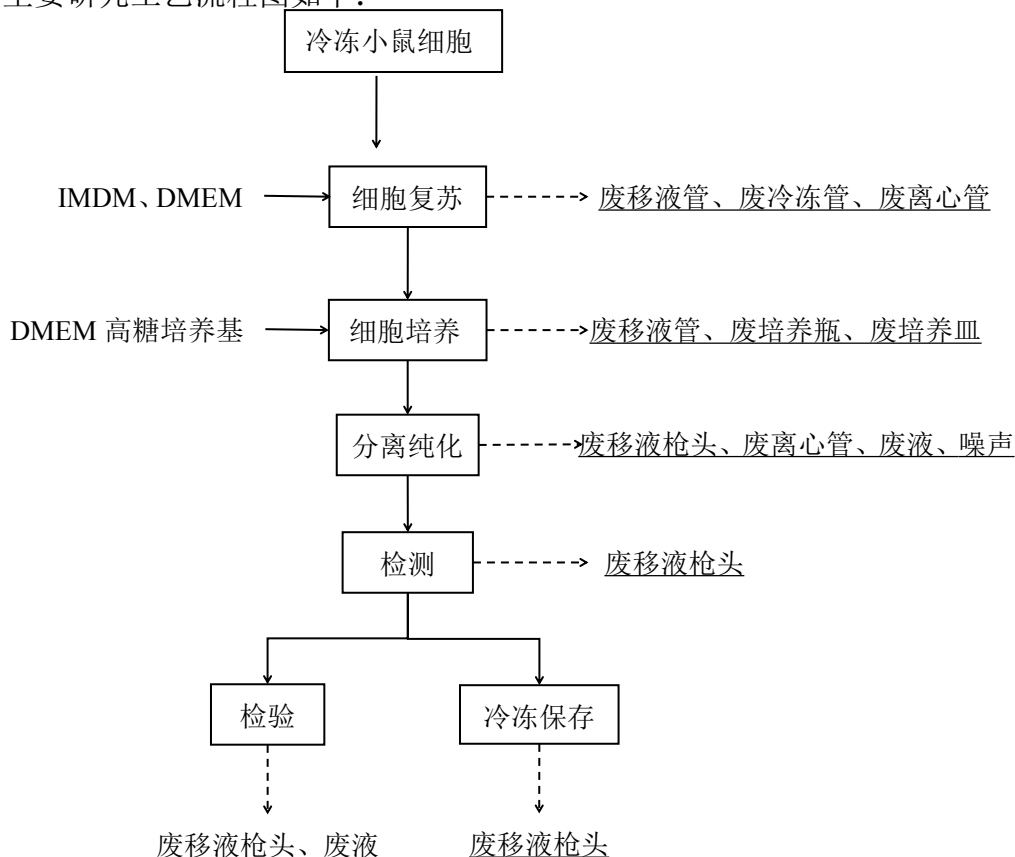 主要研究工艺流程图如下：
冷冻小鼠细胞
IMDM、DMEM 细胞复苏 废移液管、废冷冻管、废离心管
DMEM 高糖培养基 细胞培养 废移液管、废培养瓶、废培养皿
分离纯化 废移液枪头、废离心管、废液、噪声
检测 废移液枪头
检验 冷冻保存
废移液枪头、废液 废移液枪头